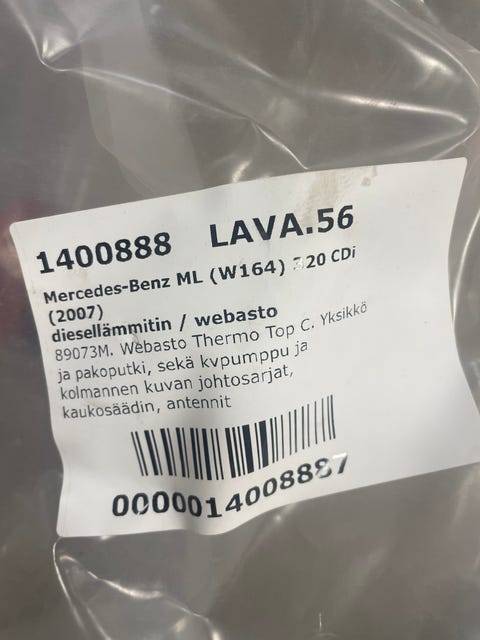 1400888 LAVA.56
Mercedes-Benz ML (W164) 20 CDi
(2007)
diesellämmitin / webasto
89073M. Webasto Thermo Top C. Yksikkö
ja pakoputki, sekä kvpumppu ja
kolmannen kuvan johtosarjat,
kaukosäädin, antennit
0000014008887